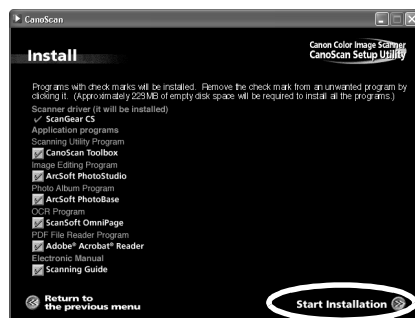 CanoScan
Install
Canon Color Image Scanner
CanoScan Setup Utility
Programs with check marks will be installed. Remove the check mark from an unwanted program by
clicking it. (Approximately 229MB of empty disk space will be required to install all the programs.)
Scanner driver (it will be installed)
ScanGear CS
Application programs
Scanning Utility Program
CanoScan Toolbox
Image Editing Program
ArcSoft PhotoStudio
Photo Album Program
ArcSoft PhotoBase
OCR Program
ScanSoft OmniPage
PDF File Reader Program
Adobe® Acrobat® Reader
Electronic Manual
Scanning Guide
Return to
the previous menu
Start Installation